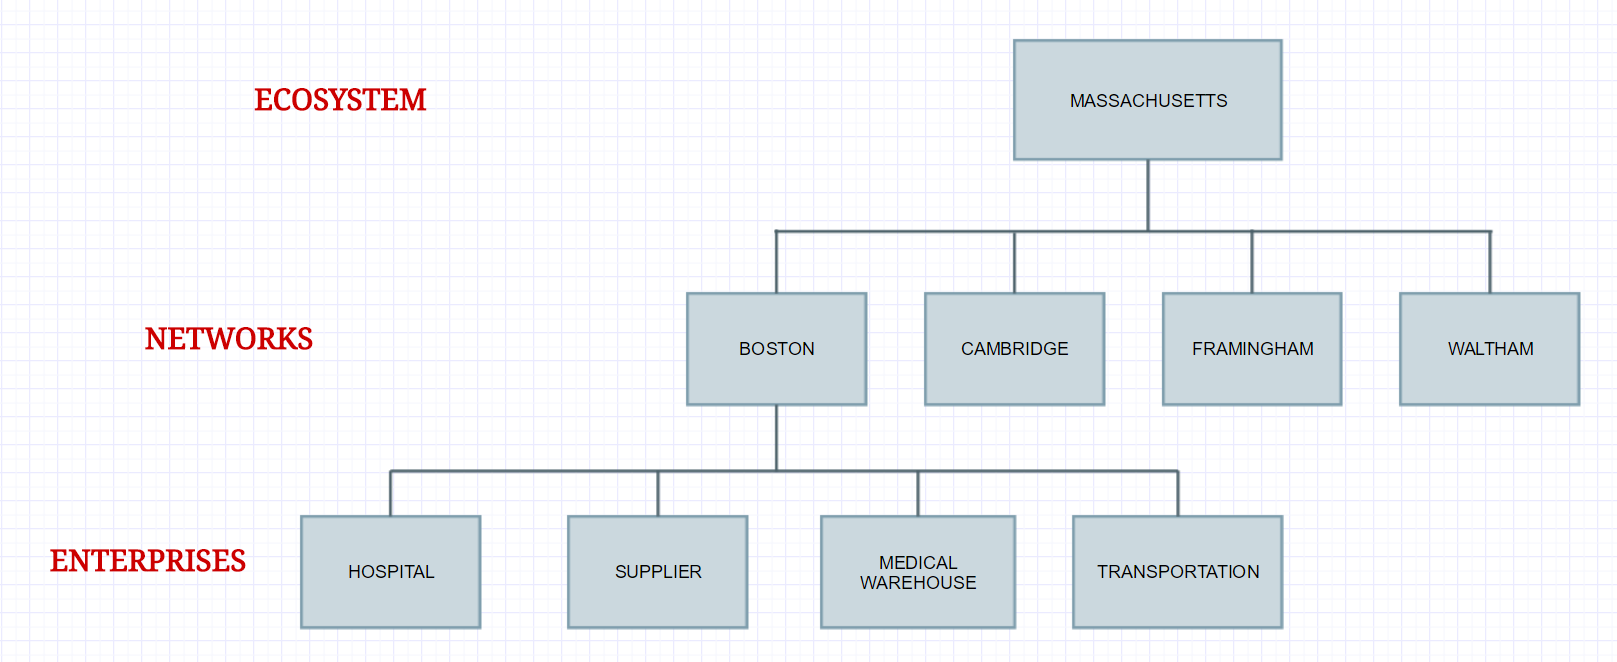 ECOSYSTEM
MASSACHUSETTS
NETWORKS
BOSTON
CAMBRIDGE
FRAMINGHAM
WALTHAM
ENTERPRISES
HOSPITAL
SUPPLIER
MEDICAL
WAREHOUSE
TRANSPORTATION